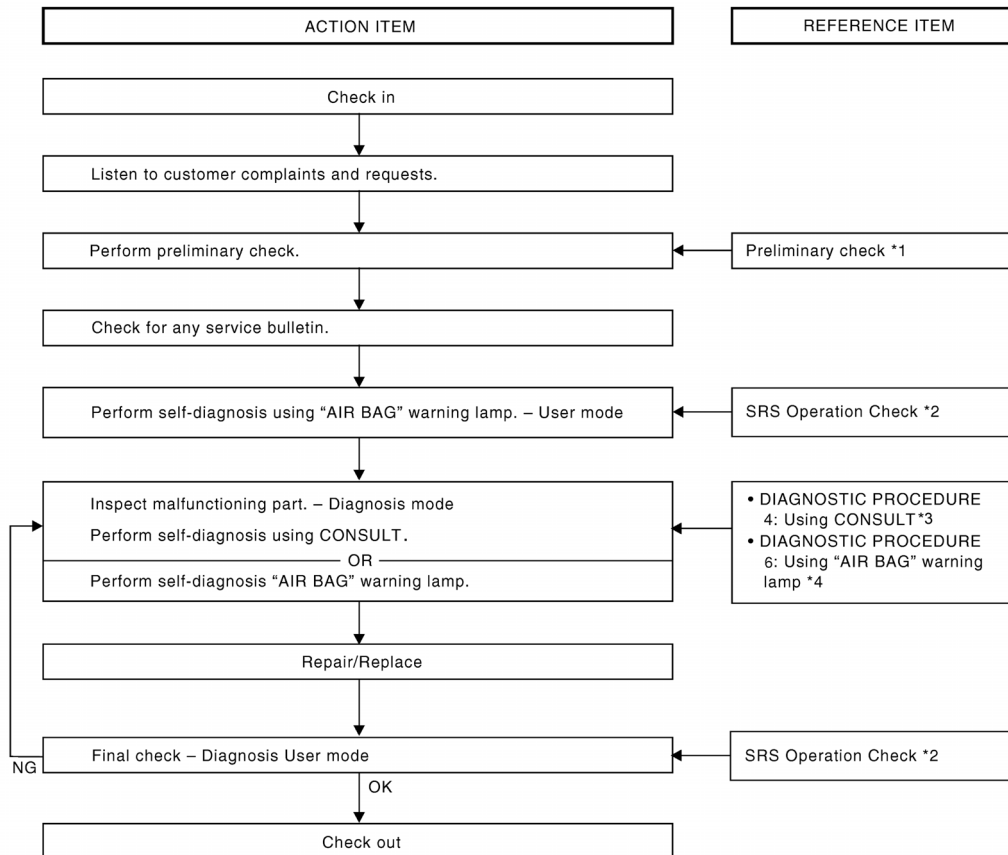 ACTION ITEM
REFERENCE ITEM
Check in
Listen to customer complaints and requests.
Perform preliminary check.
Preliminary check *1
Check for any service bulletin.
Perform self-diagnosis using “AIR BAG” warning lamp. – User mode
SRS Operation Check *2
Inspect malfunctioning part. – Diagnosis mode
Perform self-diagnosis using CONSULT.
OR
Perform self-diagnosis “AIR BAG” warning lamp.
• DIAGNOSTIC PROCEDURE
4: Using CONSULT*3
• DIAGNOSTIC PROCEDURE
6: Using “AIR BAG” warning
lamp *4
Repair/Replace
Final check – Diagnosis User mode
SRS Operation Check *2
NG
OK
Check out